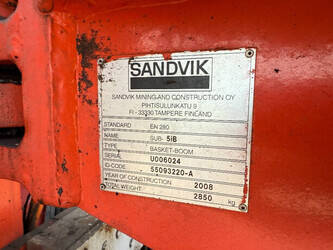 SANDVIK
SANDVIK MINING AND CONSTRUCTION OY
PIHTISULUNKATU 9
FI - 33330 TAMPERE FINLAND
STANDARD EN 280
NAME SUB- 5iB
TYPE BASKET-BOOM
SERIAL U006024
ID-CODE 55093220-A
YEAR OF CONSTRUCTION 2008
TOTAL WEIGHT 2850 kg